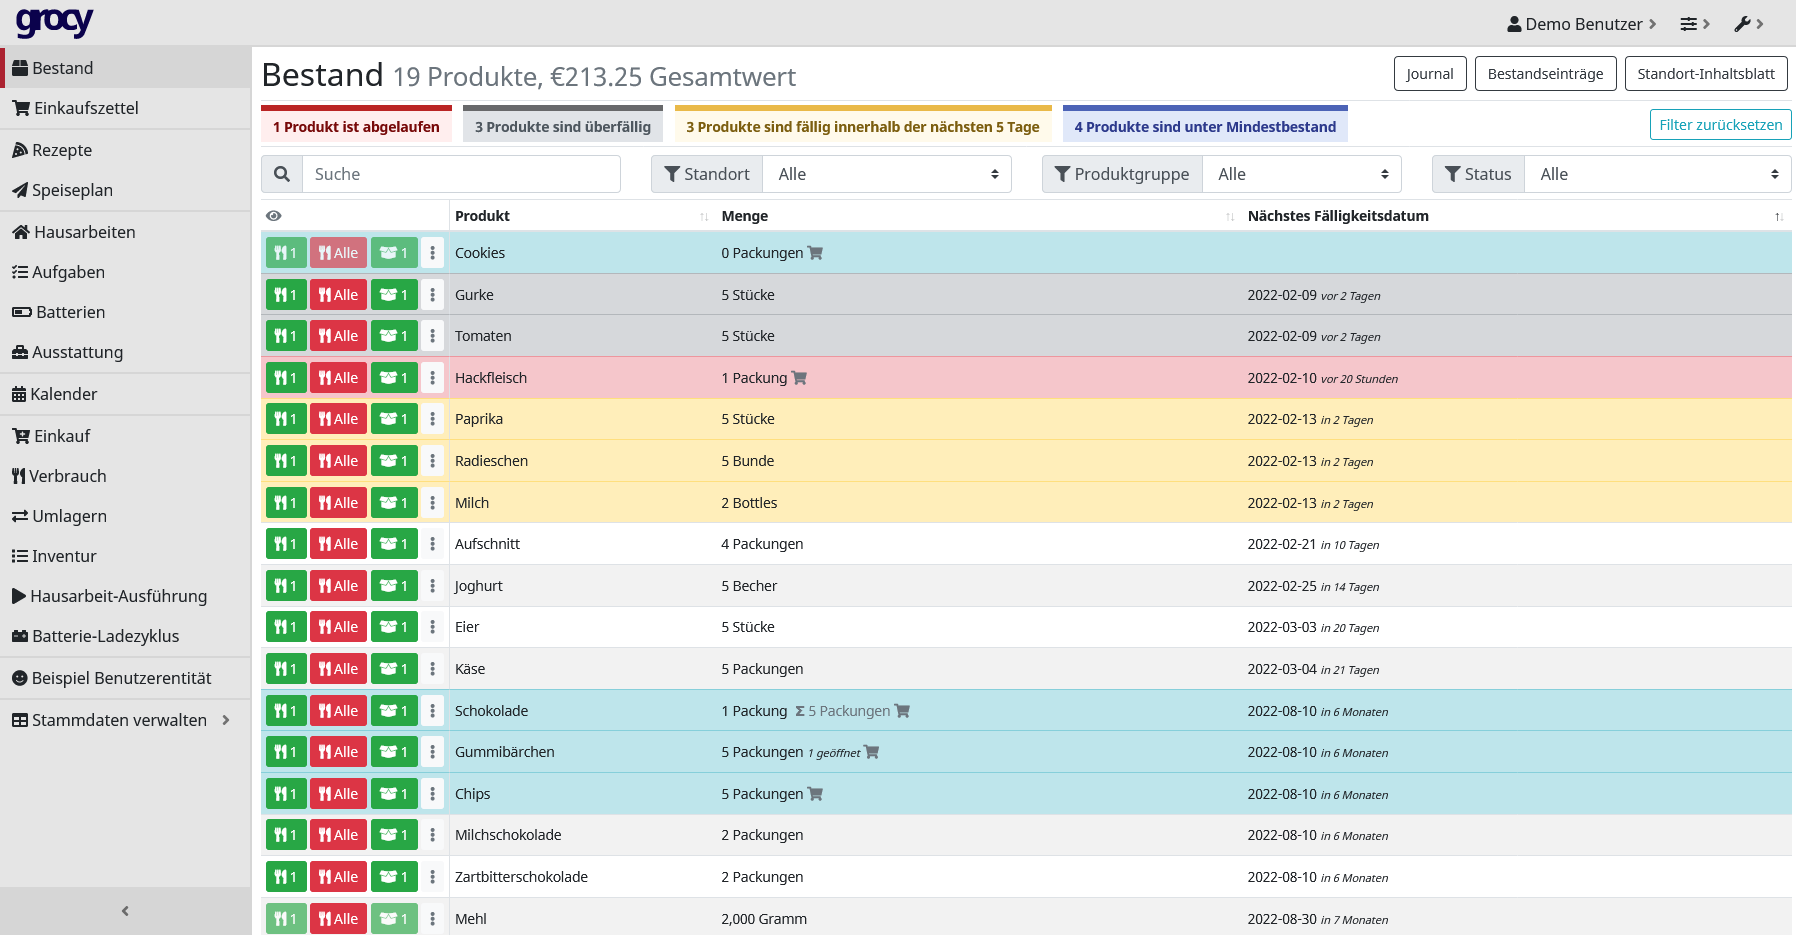 grocy
Demo Benutzer
Bestand
Einkaufszettel
Rezepte
Speiseplan
Hausarbeiten
Aufgaben
Batterien
Ausstattung
Kalender
Einkauf
Verbrauch
Umlagern
Inventur
Hausarbeit-Ausführung
Batterie-Ladezyklus
Beispiel Benutzerentität
Stammdaten verwalten
Bestand 19 Produkte, €213.25 Gesamtwert
Journal Bestandseinträge Standort-Inhaltsblatt
1 Produkt ist abgelaufen 3 Produkte sind überfällig 3 Produkte sind fällig innerhalb der nächsten 5 Tage 4 Produkte sind unter Mindestbestand Filter zurücksetzen
Suche Standort Alle Produktgruppe Alle Status Alle
Produkt Menge Nächstes Fälligkeitsdatum
1 Alle 1 Cookies 0 Packungen
1 Alle 1 Gurke 5 Stücke 2022-02-09 vor 2 Tagen
1 Alle 1 Tomaten 5 Stücke 2022-02-09 vor 2 Tagen
1 Alle 1 Hackfleisch 1 Packung 2022-02-10 vor 20 Stunden
1 Alle 1 Paprika 5 Stücke 2022-02-13 in 2 Tagen
1 Alle 1 Radieschen 5 Bunde 2022-02-13 in 2 Tagen
1 Alle 1 Milch 2 Bottles 2022-02-13 in 2 Tagen
1 Alle 1 Aufschnitt 4 Packungen 2022-02-21 in 10 Tagen
1 Alle 1 Joghurt 5 Becher 2022-02-25 in 14 Tagen
1 Alle 1 Eier 5 Stücke 2022-03-03 in 20 Tagen
1 Alle 1 Käse 5 Packungen 2022-03-04 in 21 Tagen
1 Alle 1 Schokolade 1 Packung Σ 5 Packungen 2022-08-10 in 6 Monaten
1 Alle 1 Gummibärchen 5 Packungen 1 geöffnet 2022-08-10 in 6 Monaten
1 Alle 1 Chips 5 Packungen 2022-08-10 in 6 Monaten
1 Alle 1 Milchschokolade 2 Packungen 2022-08-10 in 6 Monaten
1 Alle 1 Zartbitterschokolade 2 Packungen 2022-08-10 in 6 Monaten
1 Alle 1 Mehl 2,000 Gramm 2022-08-30 in 7 Monaten